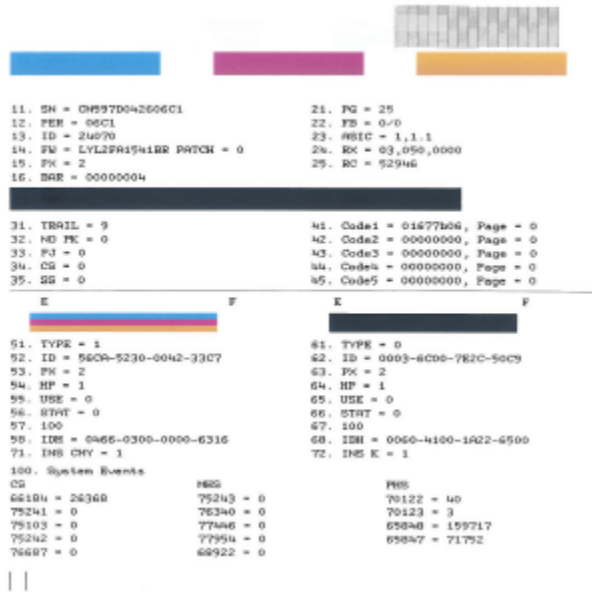 11. SN = CN597D042606C1
12. PER = 06C1
13. ID = 24070
14. FW = LYL2FA1541BR PATCH = 0
15. PX = 2
16. BAR = 00000004
21. PG = 25
22. FB = 0/0
23. ASIC = 1,1.1
24. RX = 03,050,0000
25. RC = 52946
31. TRAIL = 9
32. NO PK = 0
33. PJ = 0
34. CS = 0
35. SS = 0
41. Code1 = 01677b06, Page = 0
42. Code2 = 00000000, Page = 0
43. Code3 = 00000000, Page = 0
44. Code4 = 00000000, Page = 0
45. Code5 = 00000000, Page = 0
E F E F
51. TYPE = 1
52. ID = 56CA-5230-0042-33C7
53. PX = 2
54. HP = 1
55. USE = 0
56. STAT = 0
57. 100
58. IDH = 0466-0300-0000-6316
71. INS CMY = 1
61. TYPE = 0
62. ID = 0003-6C00-7E2C-50C9
63. PX = 2
64. HP = 1
65. USE = 0
66. STAT = 0
67. 100
68. IDH = 0060-4100-1A22-6500
72. INS K = 1
100. System Events
CS
66184 = 26368
75241 = 0
75103 = 0
75242 = 0
76687 = 0
MRS
75243 = 0
76340 = 0
77446 = 0
77954 = 0
68922 = 0
PHS
70122 = 40
70123 = 3
65848 = 159717
65847 = 71752